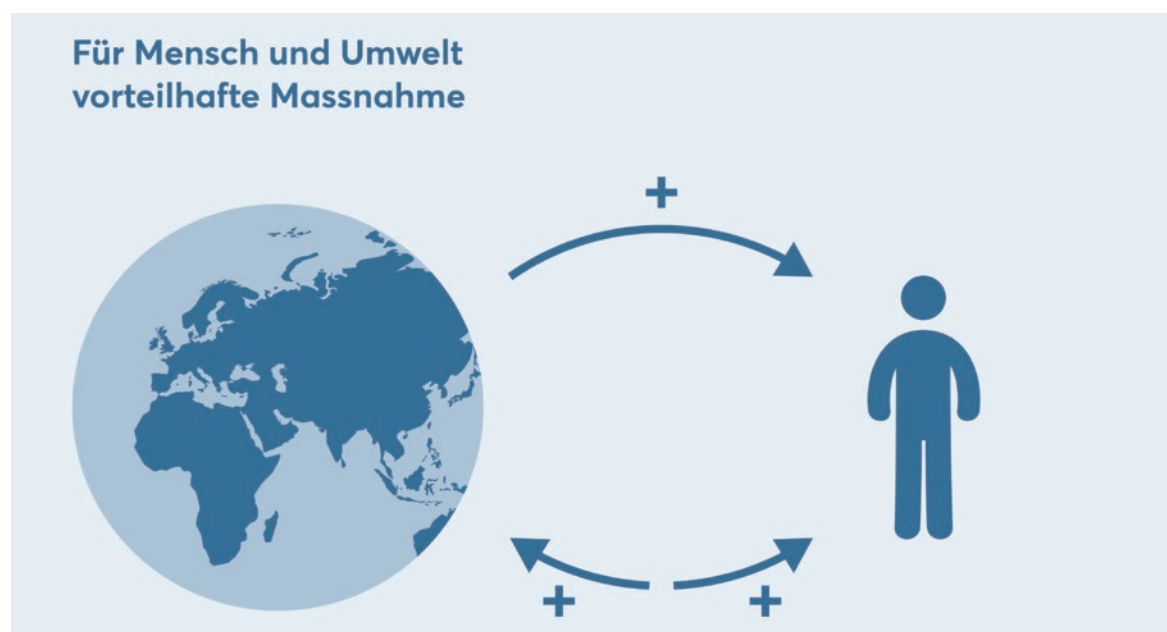 Für Mensch und Umwelt
vorteilhafte Massnahme
+
+ +